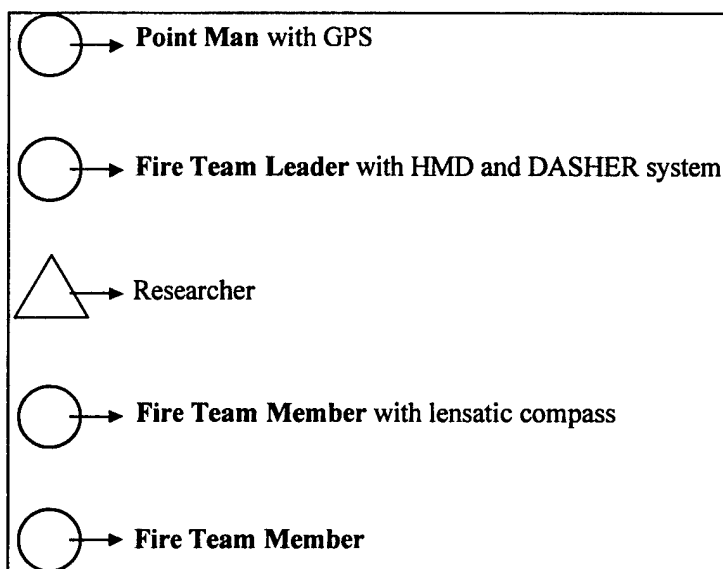 Point Man with GPS
Fire Team Leader with HMD and DASHER system
Researcher
Fire Team Member with lensatic compass
Fire Team Member